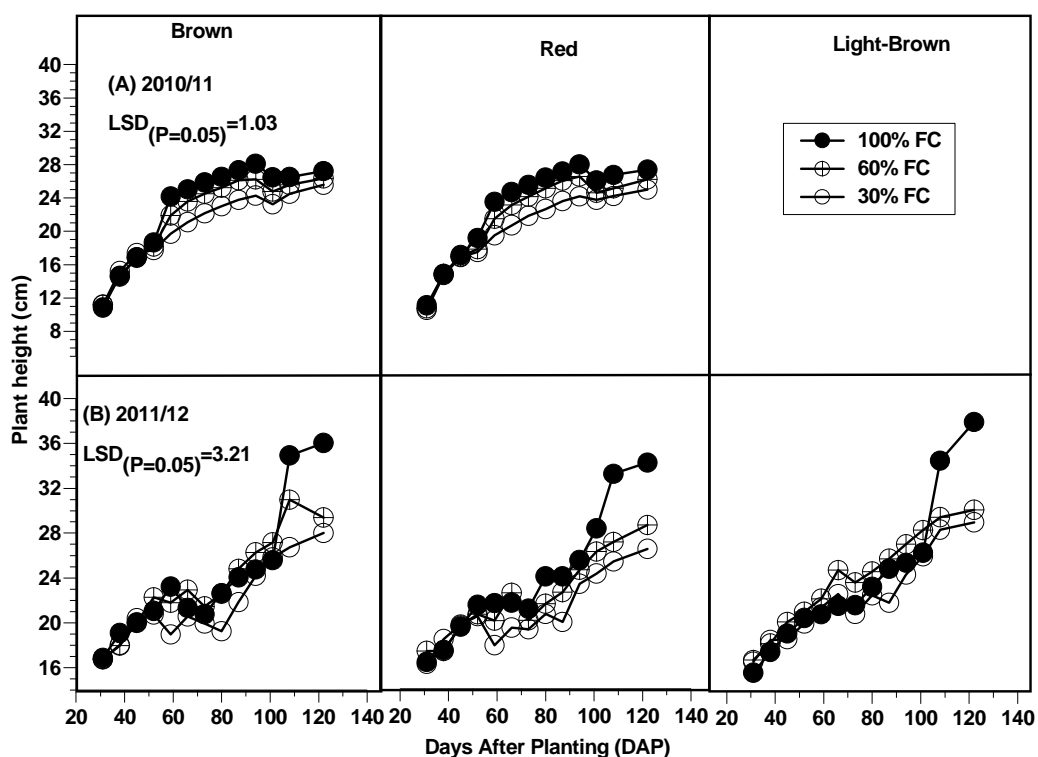 Brown
Red
Light-Brown
(A) 2010/11
LSD(P=0.05)=1.03
100% FC
60% FC
30% FC
40
36
32
28
24
20
16
12
8
Plant height (cm)
(B) 2011/12
LSD(P=0.05)=3.21
40
36
32
28
24
20
16
20 40 60 80 100 120 140
20 40 60 80 100 120 140
20 40 60 80 100 120 140
Days After Planting (DAP)